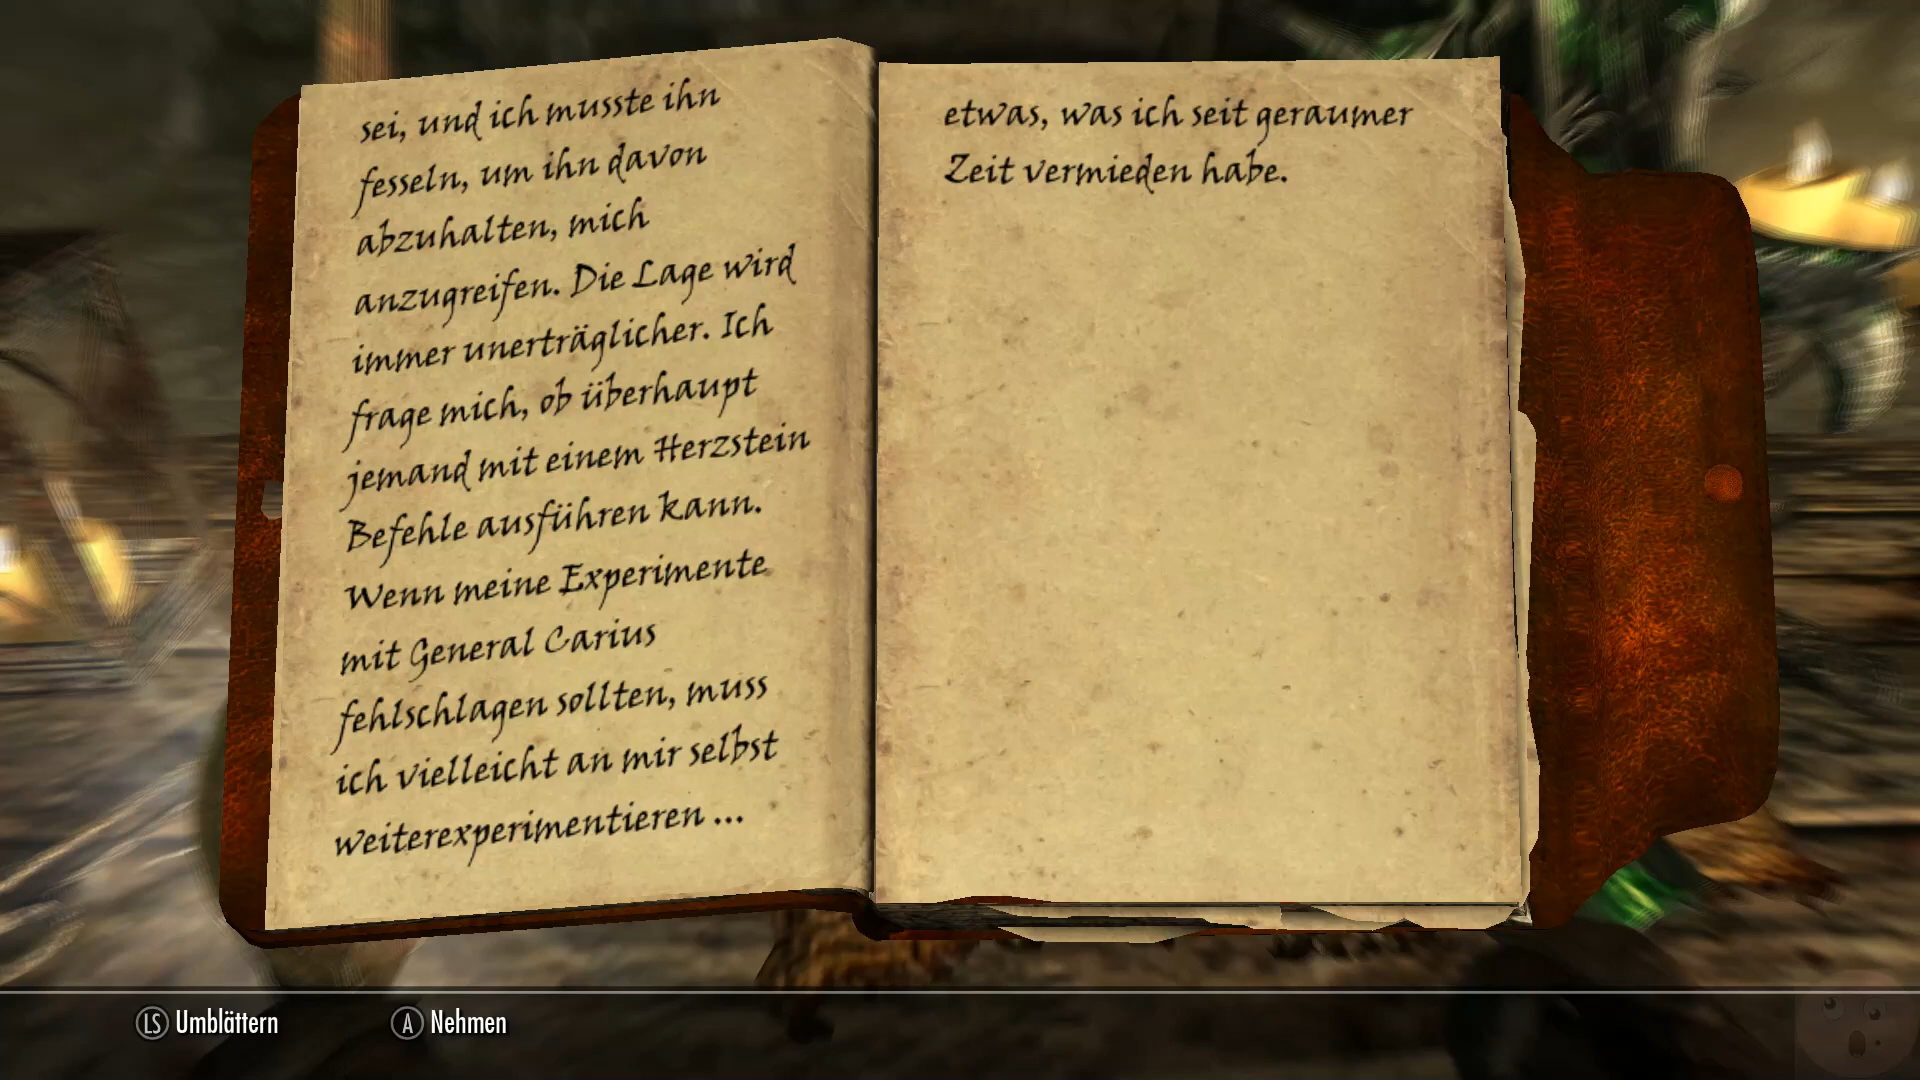 sei, und ich musste ihn
fesseln, um ihn davon
abzuhalten, mich
anzugreifen. Die Lage wird
immer unerträglicher. Ich
frage mich, ob überhaupt
jemand mit einem Herzstein
Befehle ausführen kann.
Wenn meine Experimente
mit General Carius
fehlschlagen sollten, muss
ich vielleicht an mir selbst
weiterexperimentieren ...
etwas, was ich seit geraumer
Zeit vermieden habe.
LS Umblättern
A Nehmen